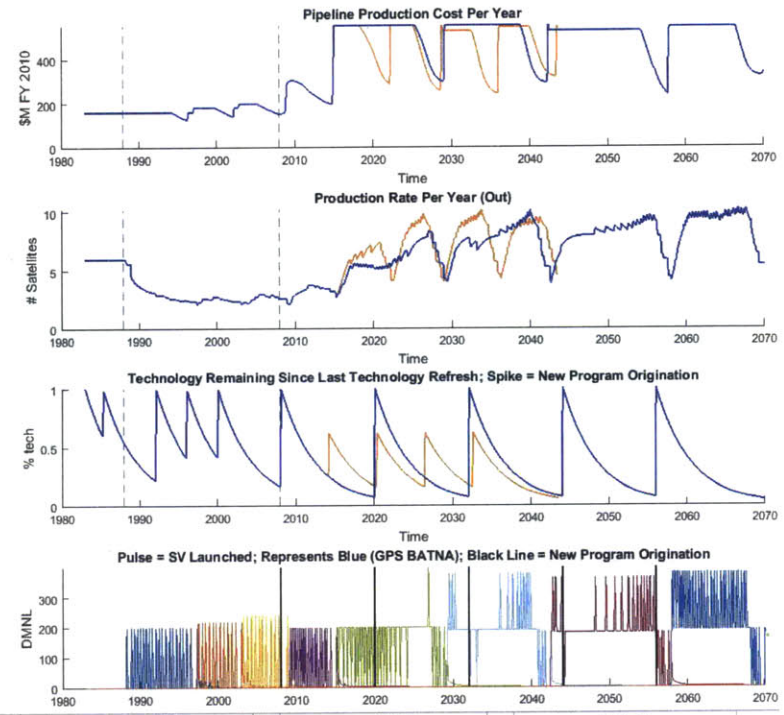 Pipeline Production Cost Per Year
$M FY 2010
400
200
0
1980 1990 2000 2010 2020 2030 2040 2050 2060 2070
Time
Production Rate Per Year (Out)
# Satellites
10
5
0
1980 1990 2000 2010 2020 2030 2040 2050 2060 2070
Time
Technology Remaining Since Last Technology Refresh; Spike = New Program Origination
% tech
1
0.5
0
1980 1990 2000 2010 2020 2030 2040 2050 2060 2070
Time
Pulse = SV Launched; Represents Blue (GPS BATNA); Black Line = New Program Origination
DMNL
300
200
100
0
1980 1990 2000 2010 2020 2030 2040 2050 2060 2070